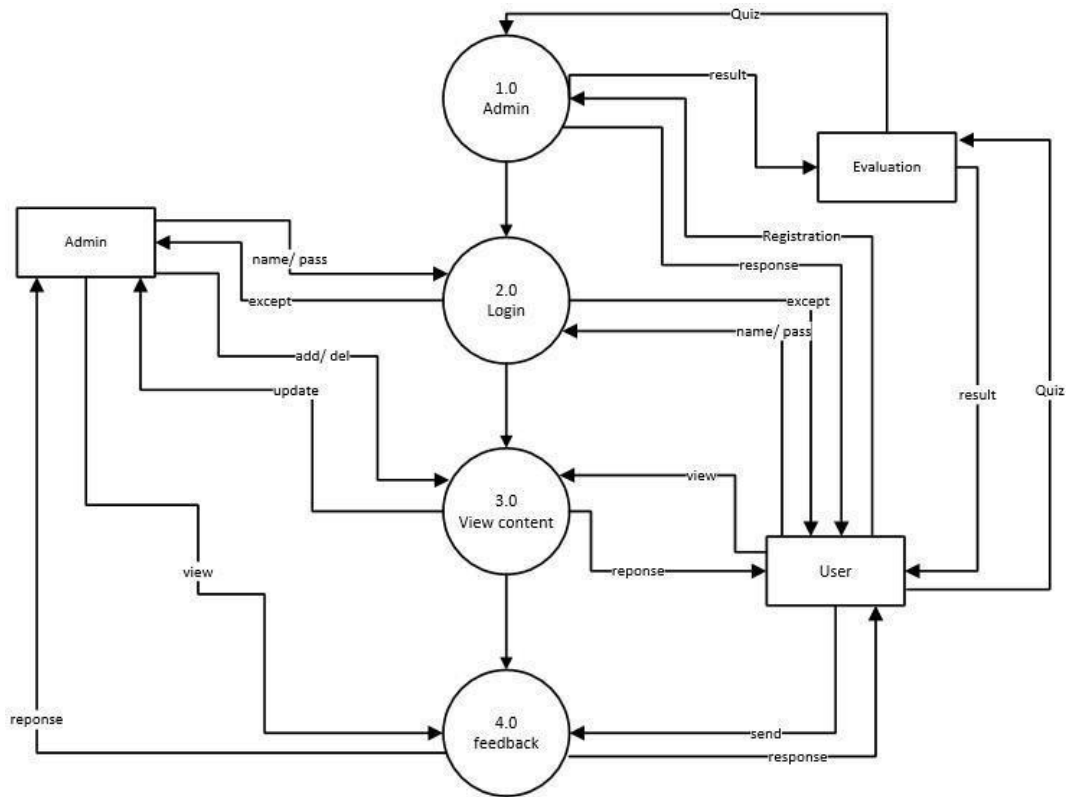 Quiz
1.0
Admin
result
Evaluation
Admin
Registration
name/ pass
response
except
2.0
Login
except
name/ pass
add/ del
update
result
Quiz
view
3.0
View content
view
reponse
User
reponse
4.0
feedback
send
response